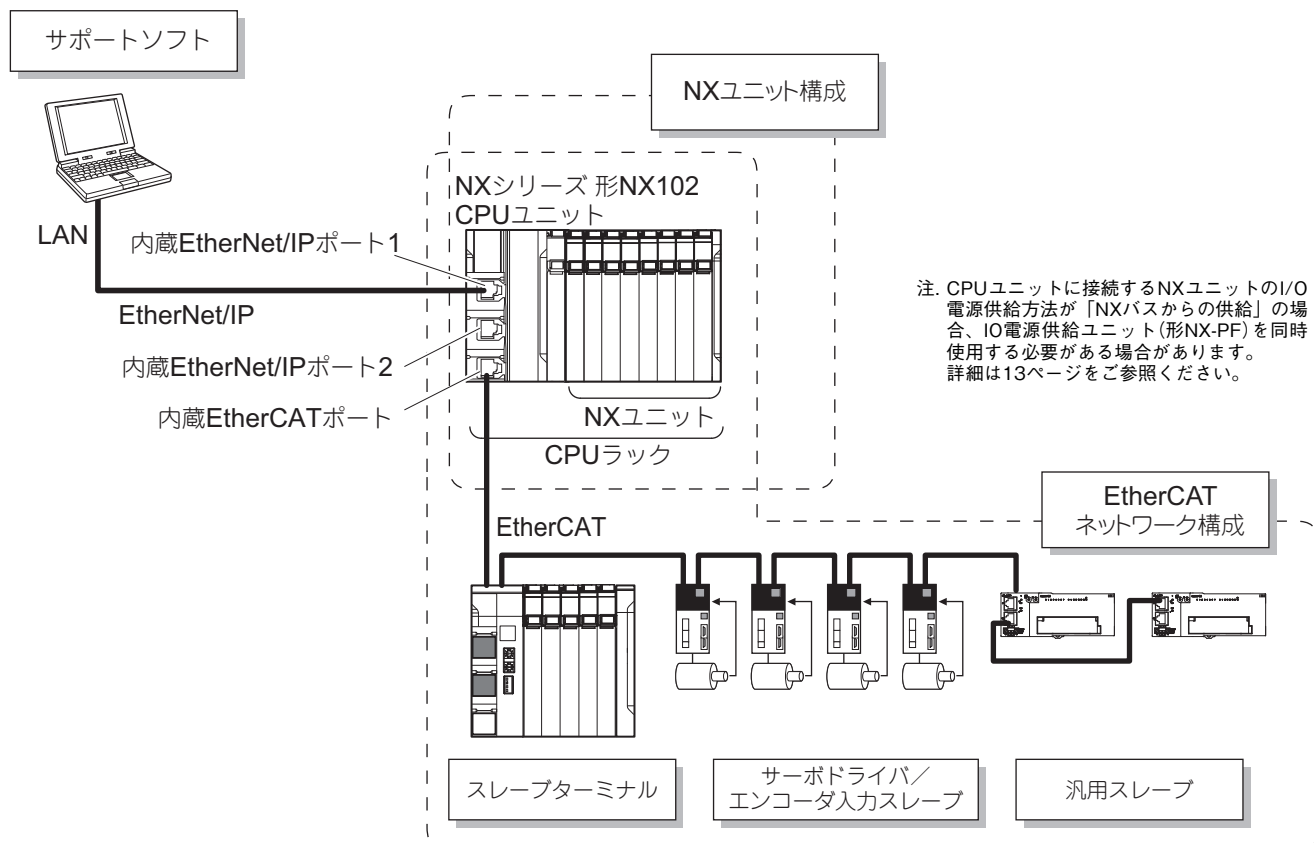 サポートソフト
NXユニット構成
NXシリーズ 形NX102
CPUユニット
LAN
内蔵EtherNet/IPポート1
EtherNet/IP
内蔵EtherNet/IPポート2
内蔵EtherCATポート
NXユニット
CPUラック
注. CPUユニットに接続するNXユニットのI/O
電源供給方法が「NXバスからの供給」の場
合、IO電源供給ユニット(形NX-PF)を同時
使用する必要がある場合があります。
詳細は13ページをご参照ください。
EtherCAT
ネットワーク構成
EtherCAT
スレーブターミナル
サーボドライバ/
エンコーダ入力スレーブ
汎用スレーブ